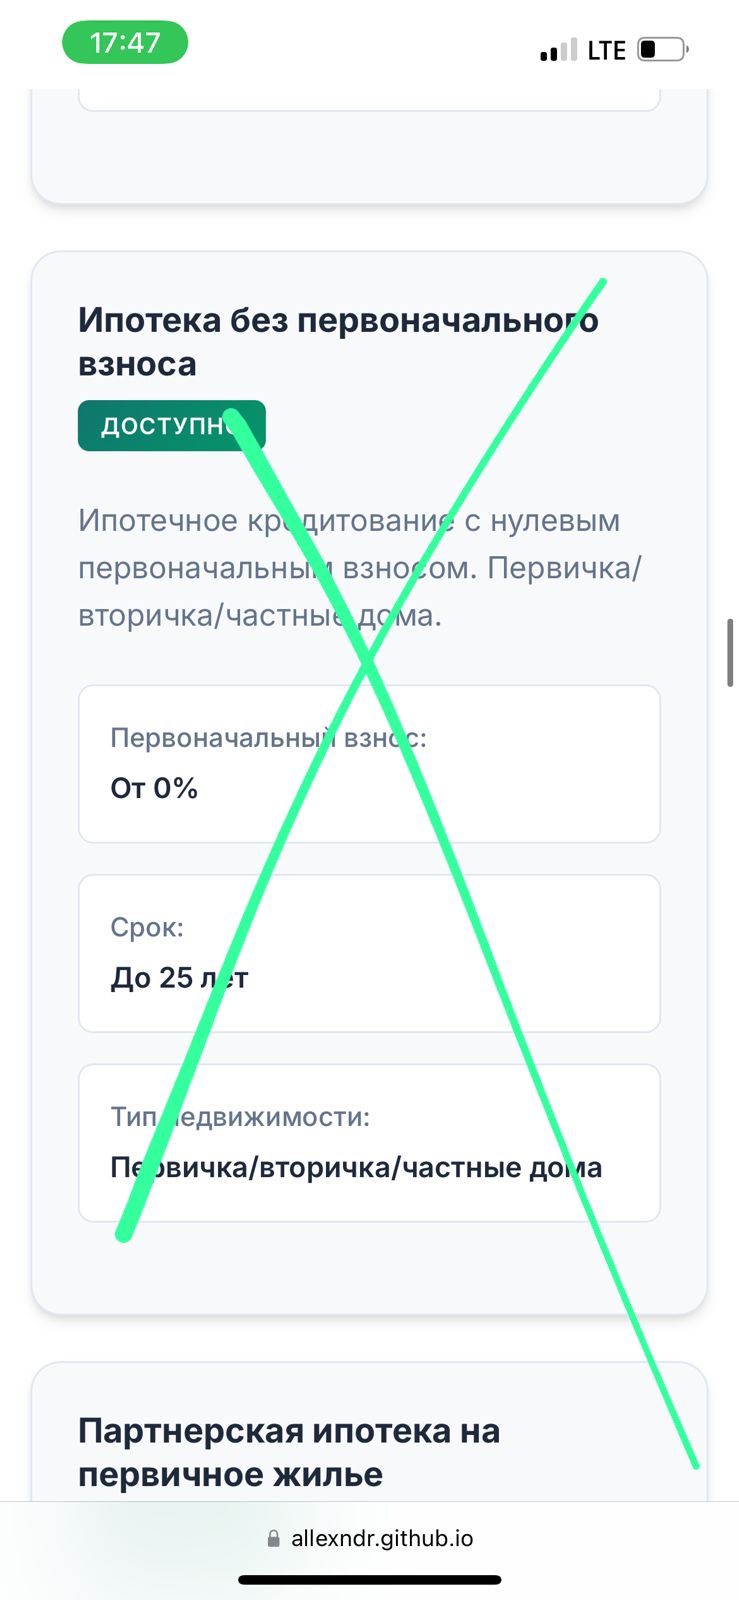 17:47
LTE
Ипотека без первоначального
взноса
ДОСТУПНО
Ипотечное кредитование с нулевым
первоначальным взносом. Первичка/
вторичка/частные дома.
Первоначальный взнос:
От 0%
Срок:
До 25 лет
Тип недвижимости:
Первичка/вторичка/частные дома
Партнерская ипотека на
первичное жилье
allexndr.github.io